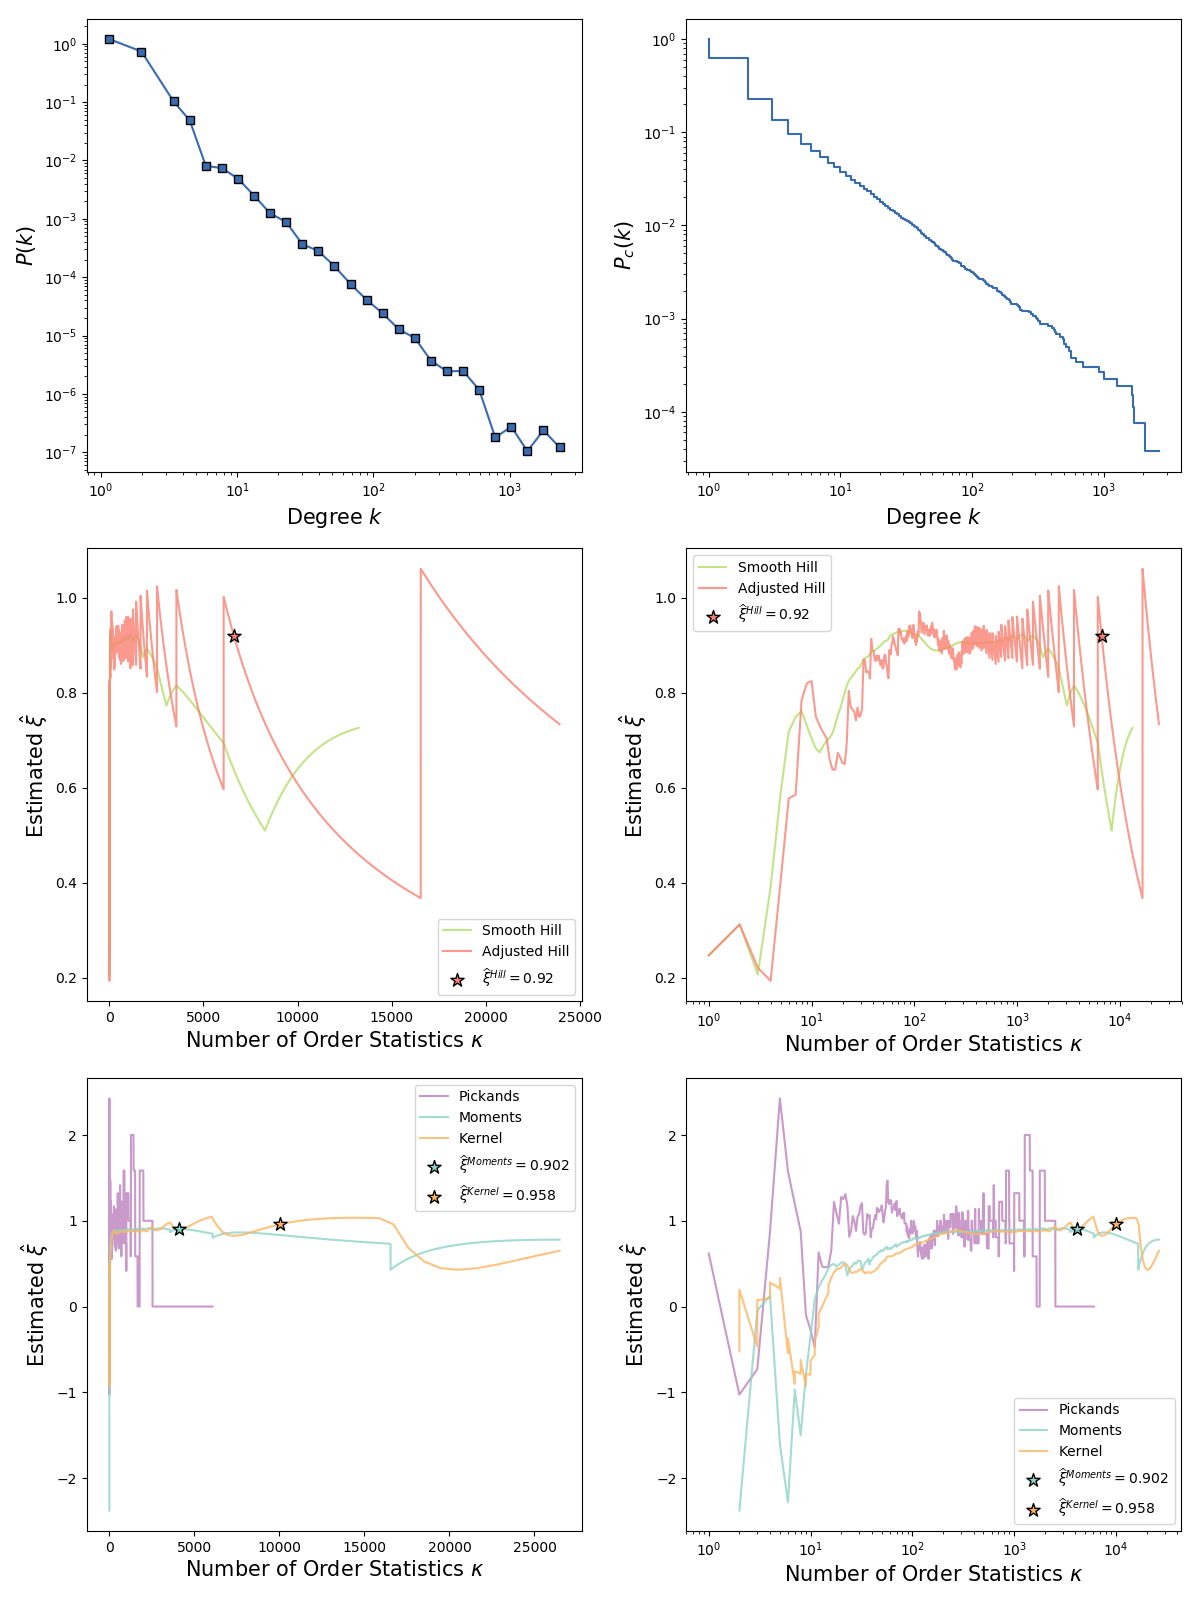 10⁰
10⁻¹
10⁻²
10⁻³
10⁻⁴
10⁻⁵
10⁻⁶
10⁻⁷
P(k)
10⁰ 10¹ 10² 10³
Degree k
10⁰
10⁻¹
10⁻²
10⁻³
10⁻⁴
P_c(k)
10⁰ 10¹ 10² 10³
Degree k
1.0
0.8
0.6
0.4
0.2
Estimated ξ̂
Smooth Hill
Adjusted Hill
ξ̂^Hill = 0.92
0 5000 10000 15000 20000 25000
Number of Order Statistics κ
Smooth Hill
Adjusted Hill
ξ̂^Hill = 0.92
1.0
0.8
0.6
0.4
0.2
Estimated ξ̂
10⁰ 10¹ 10² 10³ 10⁴
Number of Order Statistics κ
Pickands
Moments
Kernel
ξ̂^Moments = 0.902
ξ̂^Kernel = 0.958
2
1
0
−1
−2
Estimated ξ̂
0 5000 10000 15000 20000 25000
Number of Order Statistics κ
2
1
0
−1
−2
Estimated ξ̂
Pickands
Moments
Kernel
ξ̂^Moments = 0.902
ξ̂^Kernel = 0.958
10⁰ 10¹ 10² 10³ 10⁴
Number of Order Statistics κ